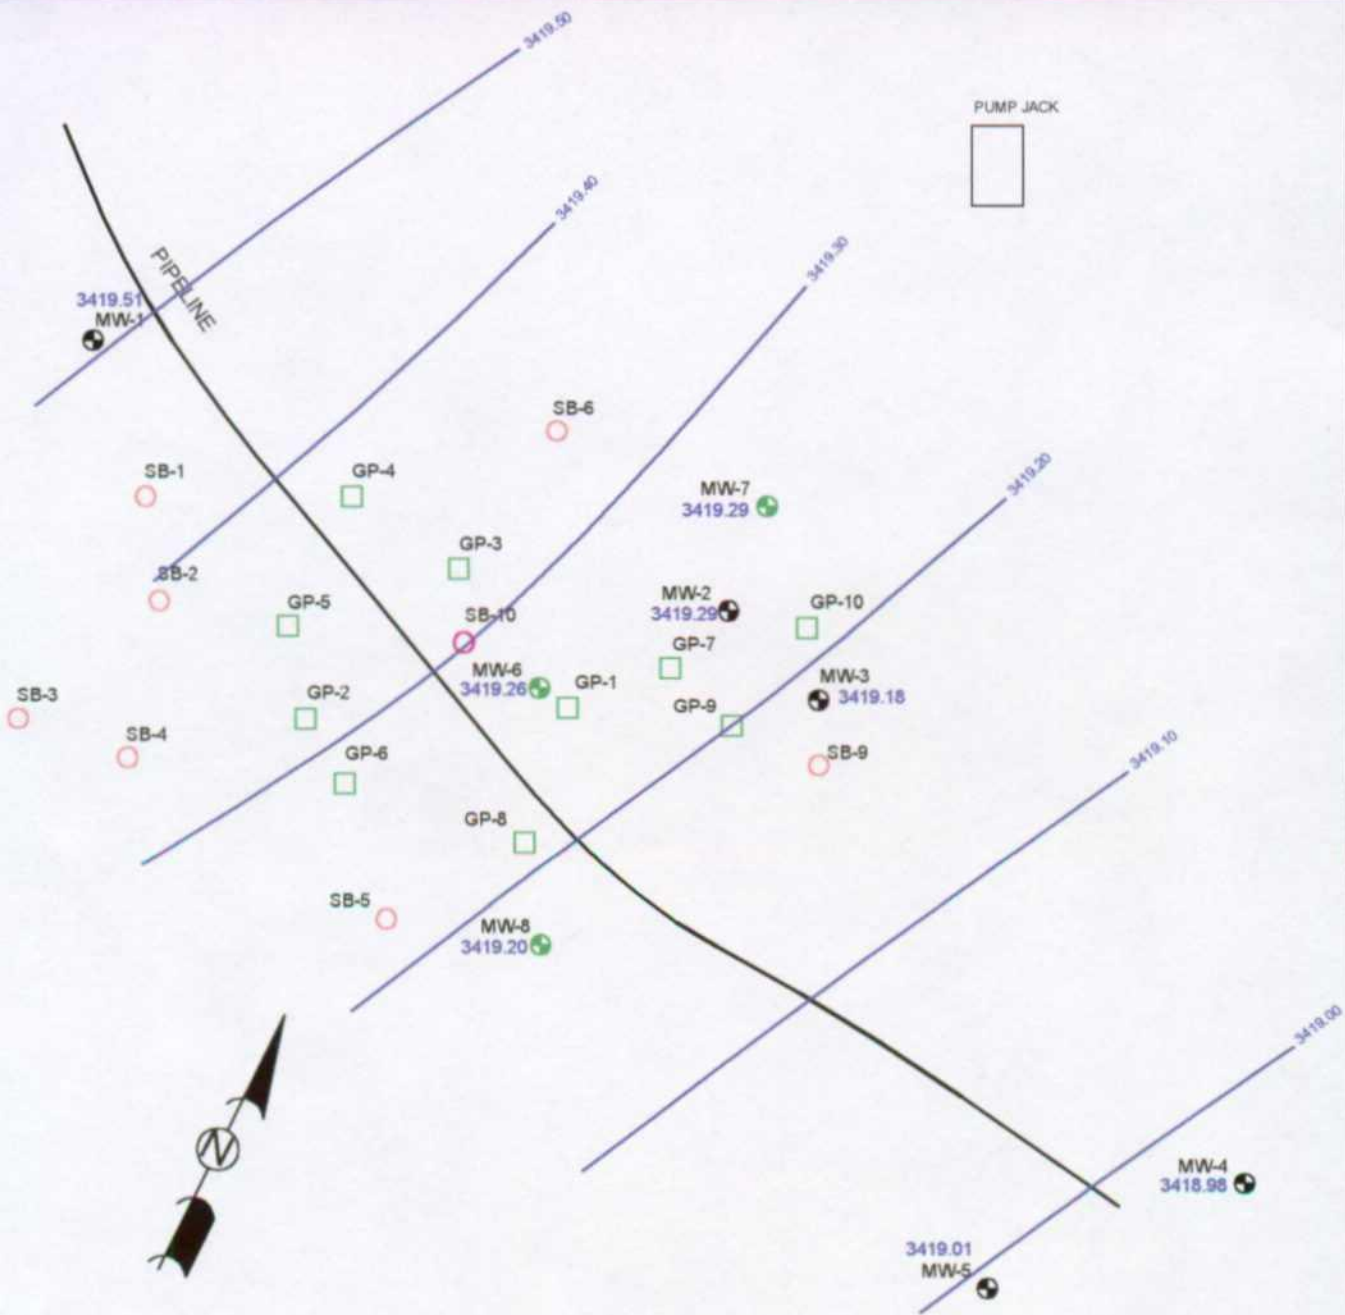 3419.50
PUMP JACK
3419.40
3419.30
PIPELINE
3419.51
MW-1
SB-6
SB-1
GP-4
3419.20
MW-7
3419.29
GP-3
SB-2
MW-2
3419.29
GP-10
GP-5
SB-10
GP-7
MW-6
3419.26
GP-1
MW-3
3419.18
SB-3
GP-2
GP-9
SB-4
SB-9
3419.10
GP-6
GP-8
SB-5
MW-8
3419.20
3419.00
N
MW-4
3418.98
3419.01
MW-5